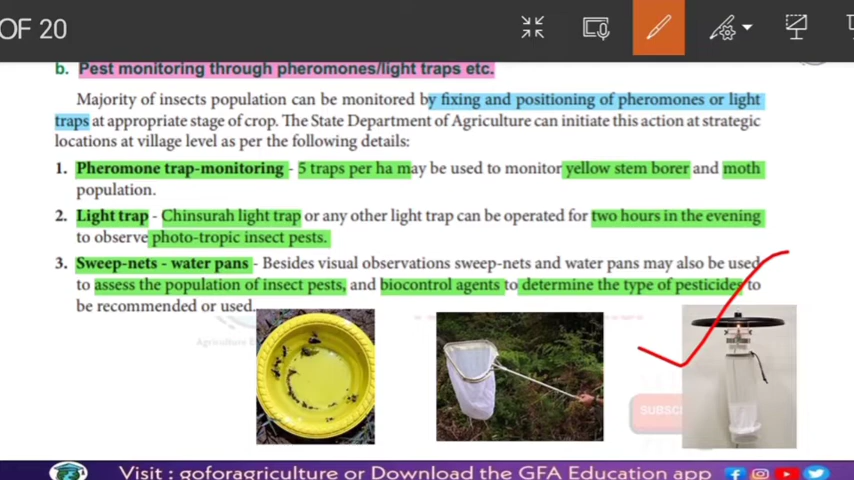 OF 20
b. Pest monitoring through pheromones/light traps etc.
Majority of insects population can be monitored by fixing and positioning of pheromones or light
traps at appropriate stage of crop. The State Department of Agriculture can initiate this action at strategic
locations at village level as per the following details:
1. Pheromone trap-monitoring - 5 traps per ha may be used to monitor yellow stem borer and moth
population.
2. Light trap - Chinsurah light trap or any other light trap can be operated for two hours in the evening
to observe photo-tropic insect pests.
3. Sweep-nets - water pans - Besides visual observations sweep-nets and water pans may also be used
to assess the population of insect pests, and biocontrol agents to determine the type of pesticides to
be recommended or used.
SUBSC
Visit : goforagriculture or Download the GFA Education app